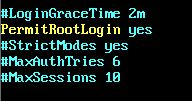 #LoginGraceTime 2m
PermitRootLogin yes
#StrictModes yes
#MaxAuthTries 6
#MaxSessions 10